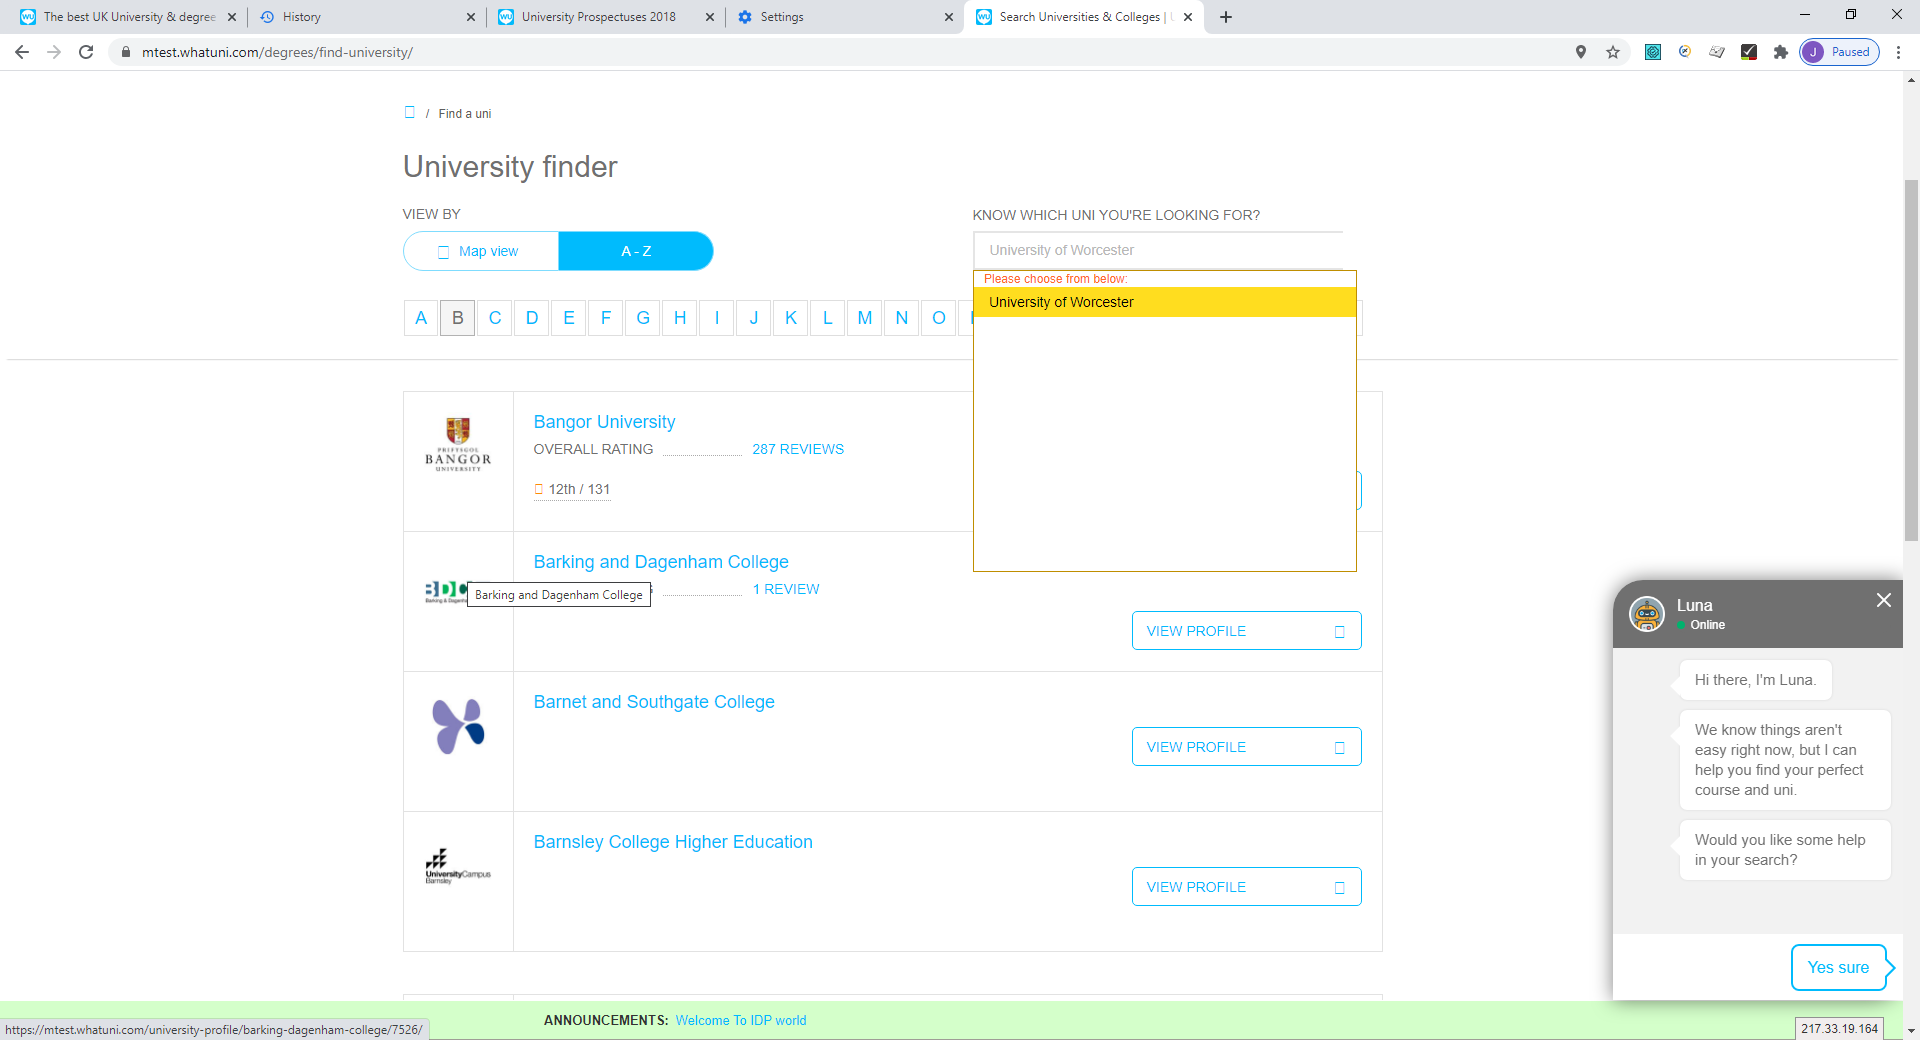 The best UK University & degree
History
University Prospectuses 2018
Settings
Search Universities & Colleges |
mtest.whatuni.com/degrees/find-university/
J Paused
/ Find a uni
University finder
VIEW BY
KNOW WHICH UNI YOU'RE LOOKING FOR?
Map view
A - Z
University of Worcester
Please choose from below:
University of Worcester
A B C D E F G H I J K L M N O
Bangor University
OVERALL RATING 287 REVIEWS
12th / 131
PRIFYSGOL
BANGOR
UNIVERSITY
Barking and Dagenham College
1 REVIEW
Barking and Dagenham College
VIEW PROFILE
Barnet and Southgate College
VIEW PROFILE
Barnsley College Higher Education
UniversityCampus
Barnsley
VIEW PROFILE
Luna
Online
Hi there, I'm Luna.
We know things aren't
easy right now, but I can
help you find your perfect
course and uni.
Would you like some help
in your search?
Yes sure
ANNOUNCEMENTS: Welcome To IDP world
https://mtest.whatuni.com/university-profile/barking-dagenham-college/7526/
217.33.19.164